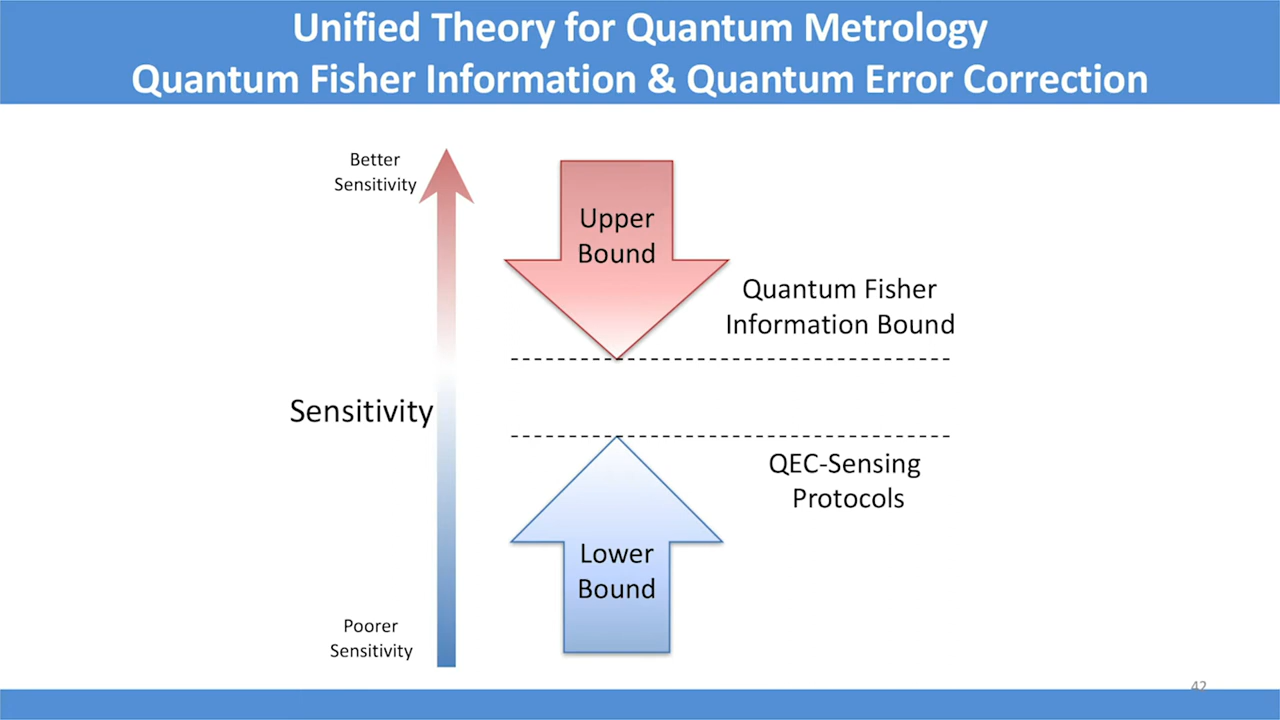 Unified Theory for Quantum Metrology
Quantum Fisher Information & Quantum Error Correction
Better
Sensitivity
Upper
Bound
Quantum Fisher
Information Bound
Sensitivity
QEC-Sensing
Protocols
Lower
Bound
Poorer
Sensitivity
42